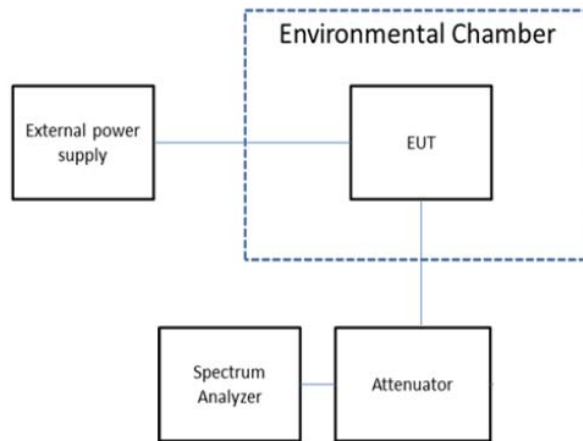 Environmental Chamber
External power
supply
EUT
Spectrum
Analyzer
Attenuator